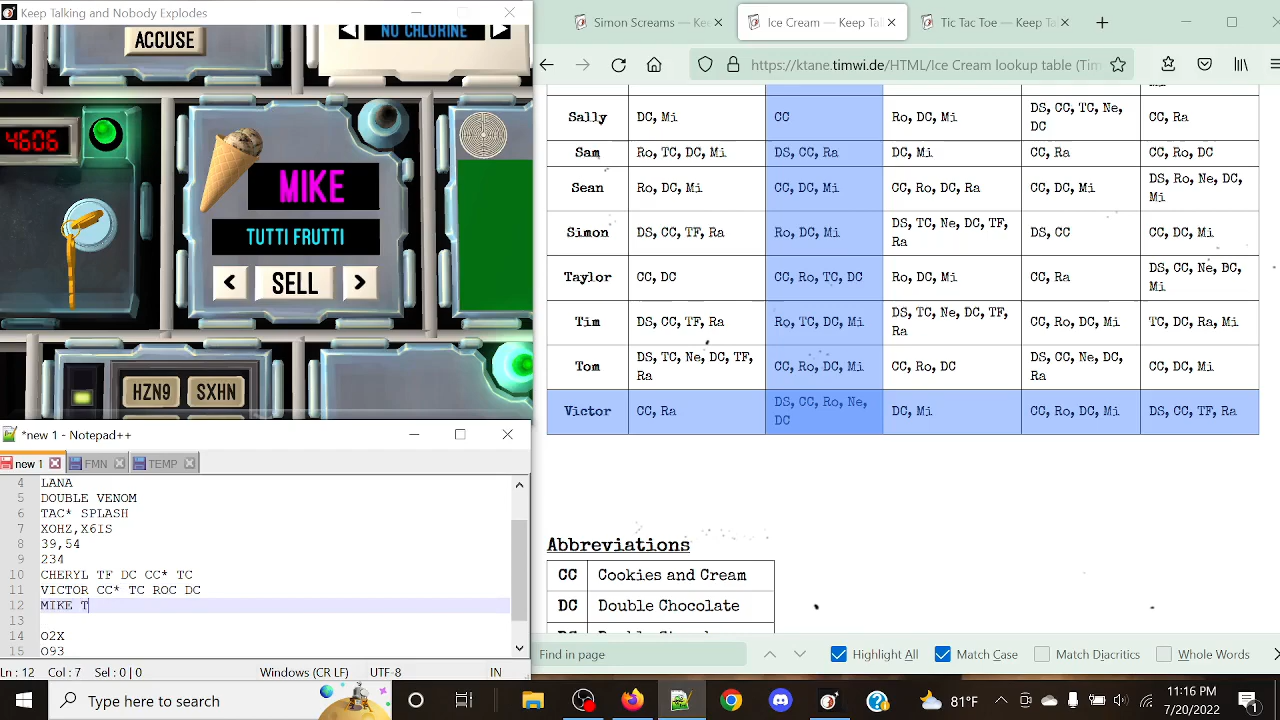 Keep Talking and Nobody Explodes
ACCUSE
NO CHLORINE
4606
MIKE
TUTTI FRUTTI
< SELL >
HZN9 SXHN
*new 1 - Notepad++
new 1 FMN TEMP
4 LANA
5 DOUBLE VENOM
6 TAC* SPLASH
7 XOHZ,X6IS
8 39,54
9 234
10 CHERYL TF DC CC* TC
11 VICTOR CC* TC ROC DC
12 MIKE T
13
14 O2X
15 O93
Ln: 12 Col: 7 Sel: 0 | 0 Windows (CR LF) UTF-8 IN
Simon Screams — Ke
Ice Cream — Keep Tal
Tic Tac Toe — Keep Ta
https://ktane.timwi.de/HTML/Ice Cream lookup table (Tim
Sally DC, Mi CC Ro, DC, Mi DS, CC, TC, Ne, DC CC, Ra
Sam Ro, TC, DC, Mi DS, CC, Ra DC, Mi CC, Ra CC, Ro, DC
Sean Ro, DC, Mi CC, DC, Mi CC, Ro, DC, Ra CC, DC, Mi DS, Ro, Ne, DC, Mi
Simon DS, CC, TF, Ra Ro, DC, Mi DS, TC, Ne, DC, TF, Ra DS, CC CC, DC, Mi
Taylor CC, DC CC, Ro, TC, DC Ro, DC, Mi CC, Ra DS, CC, Ne, BC, Mi
Tim DS, CC, TF, Ra Ro, TC, DC, Mi DS, TC, Ne, DC, TF, Ra CC, Ro, DC, Mi TC, DC, Ra, Mi
Tom DS, TC, Ne, DC, TF, Ra CC, Ro, DC, Mi CC, Ro, DC DS, CC, Ne, DC, Ra CC, DC, Mi
Victor CC, Ra DS, CC, Ro, Ne, DC DC, Mi CC, Ro, DC, Mi DS, CC, TF, Ra
Abbreviations
CC Cookies and Cream
DC Double Chocolate
Find in page Highlight All Match Case Match Diacritics Whole Words
Type here to search
84°F
11:10 PM
7/20/2022